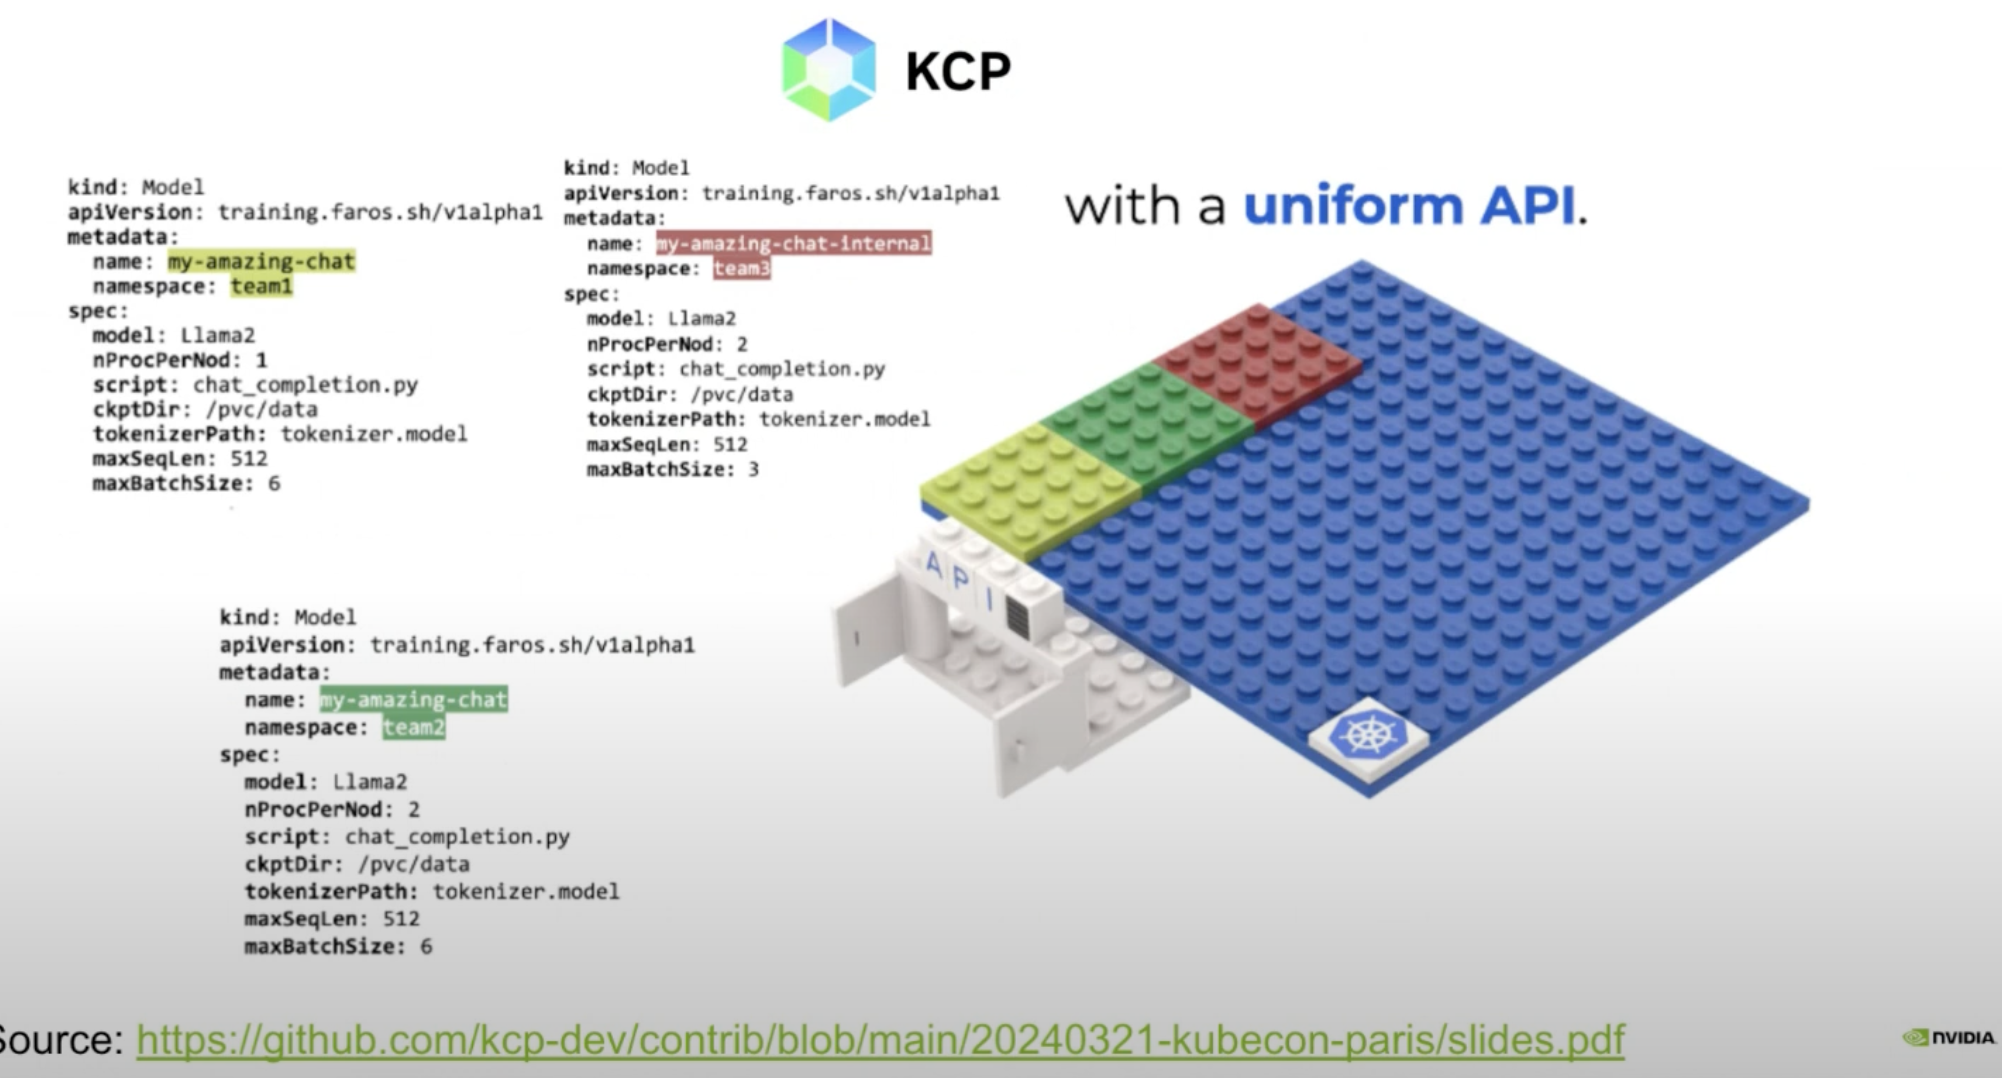 KCP
kind: Model
apiVersion: training.faros.sh/v1alpha1
metadata:
  name: my-amazing-chat
  namespace: team1
spec:
  model: Llama2
  nProcPerNod: 1
  script: chat_completion.py
  ckptDir: /pvc/data
  tokenizerPath: tokenizer.model
  maxSeqLen: 512
  maxBatchSize: 6
kind: Model
apiVersion: training.faros.sh/v1alpha1
metadata:
  name: my-amazing-chat-internal
  namespace: team3
spec:
  model: Llama2
  nProcPerNod: 2
  script: chat_completion.py
  ckptDir: /pvc/data
  tokenizerPath: tokenizer.model
  maxSeqLen: 512
  maxBatchSize: 3
with a uniform API.
API
kind: Model
apiVersion: training.faros.sh/v1alpha1
metadata:
  name: my-amazing-chat
  namespace: team2
spec:
  model: Llama2
  nProcPerNod: 2
  script: chat_completion.py
  ckptDir: /pvc/data
  tokenizerPath: tokenizer.model
  maxSeqLen: 512
  maxBatchSize: 6
Source: https://github.com/kcp-dev/contrib/blob/main/20240321-kubecon-paris/slides.pdf
NVIDIA